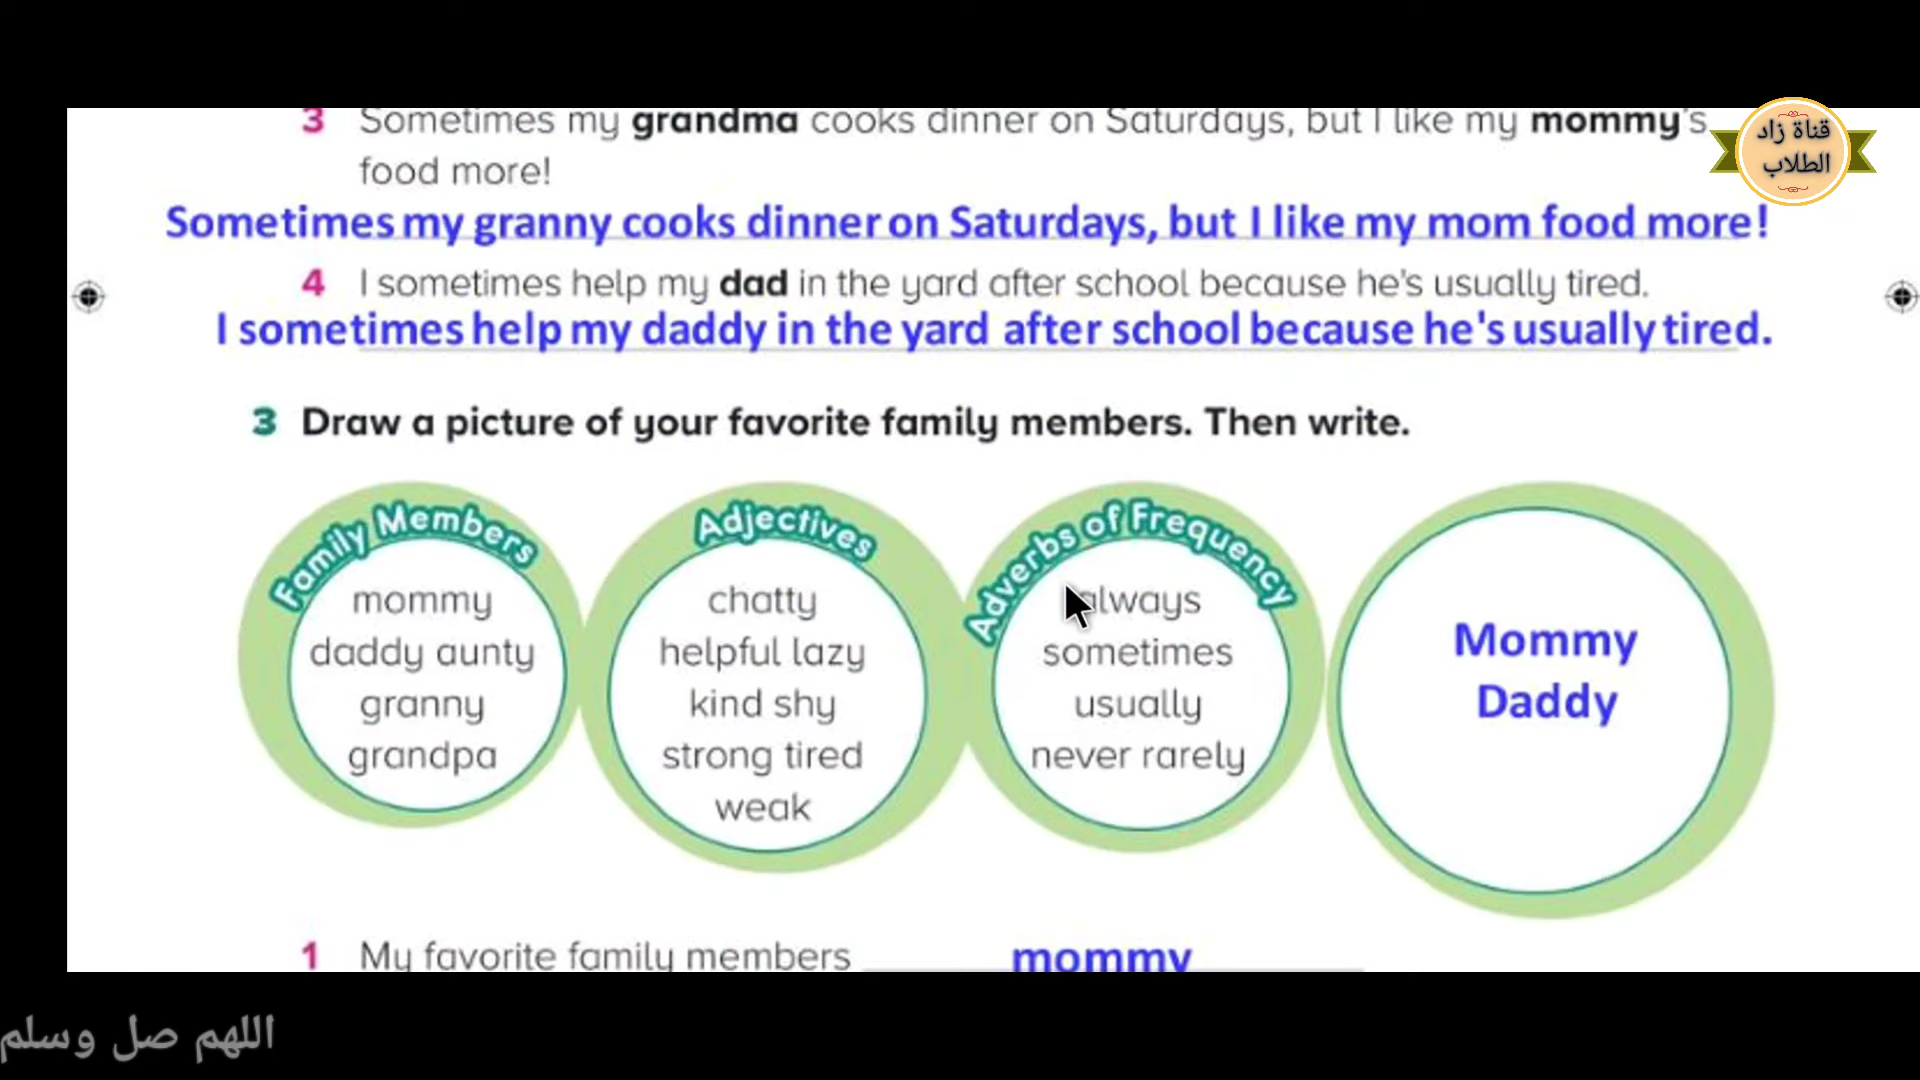 3 Sometimes my grandma cooks dinner on Saturdays, but I like my mommy's
food more!
قناة زاد
الطلاب
Sometimes my granny cooks dinner on Saturdays, but I like my mom food more!
4 I sometimes help my dad in the yard after school because he's usually tired.
I sometimes help my daddy in the yard after school because he's usually tired.
3 Draw a picture of your favorite family members. Then write.
Family Members
mommy
daddy aunty
granny
grandpa
Adjectives
chatty
helpful lazy
kind shy
strong tired
weak
Adverbs of Frequency
always
sometimes
usually
never rarely
Mommy
Daddy
1 My favorite family members mommy
اللهم صل وسلم